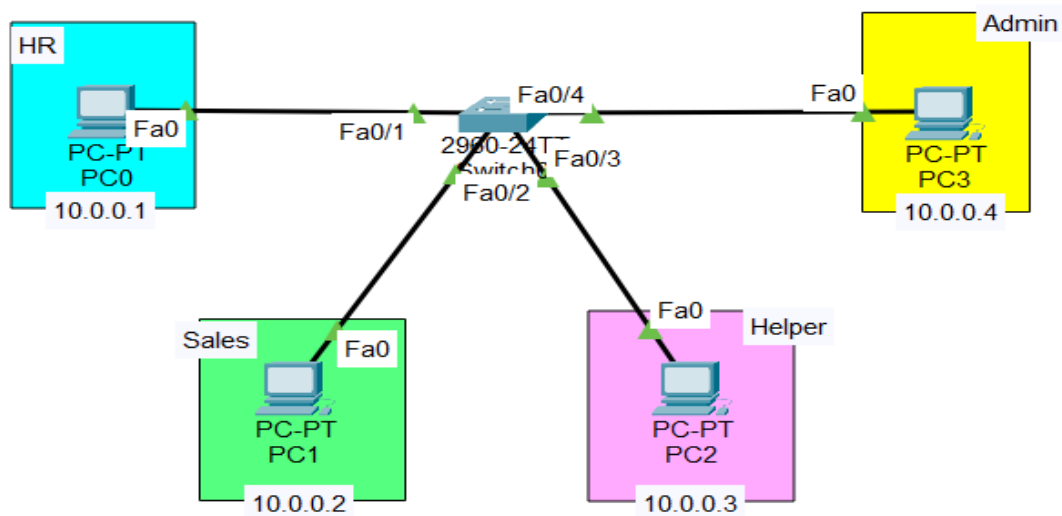 HR
Fa0
PC-PT
PC0
10.0.0.1
Fa0/1
Fa0/4
2960-24TT
Fa0/3
Fa0/2
Fa0
Admin
PC-PT
PC3
10.0.0.4
Sales
Fa0
PC-PT
PC1
10.0.0.2
Fa0
Helper
PC-PT
PC2
10.0.0.3